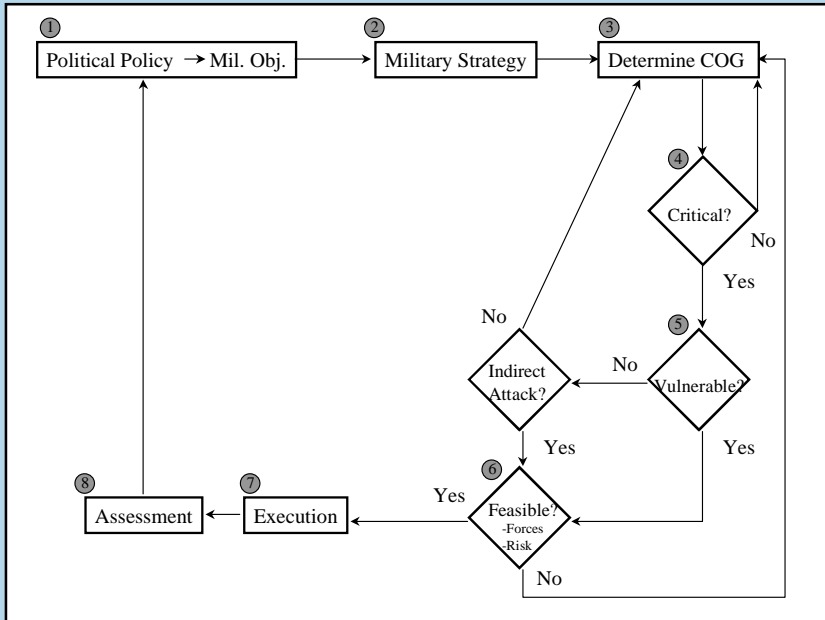 1
2
3
Political Policy → Mil. Obj.
Military Strategy
Determine COG
4
Critical?
No
Yes
5
No
Indirect
Attack?
No
Vulnerable?
Yes
Yes
6
8
7
Yes
Feasible?
-Forces
-Risk
Assessment
Execution
No